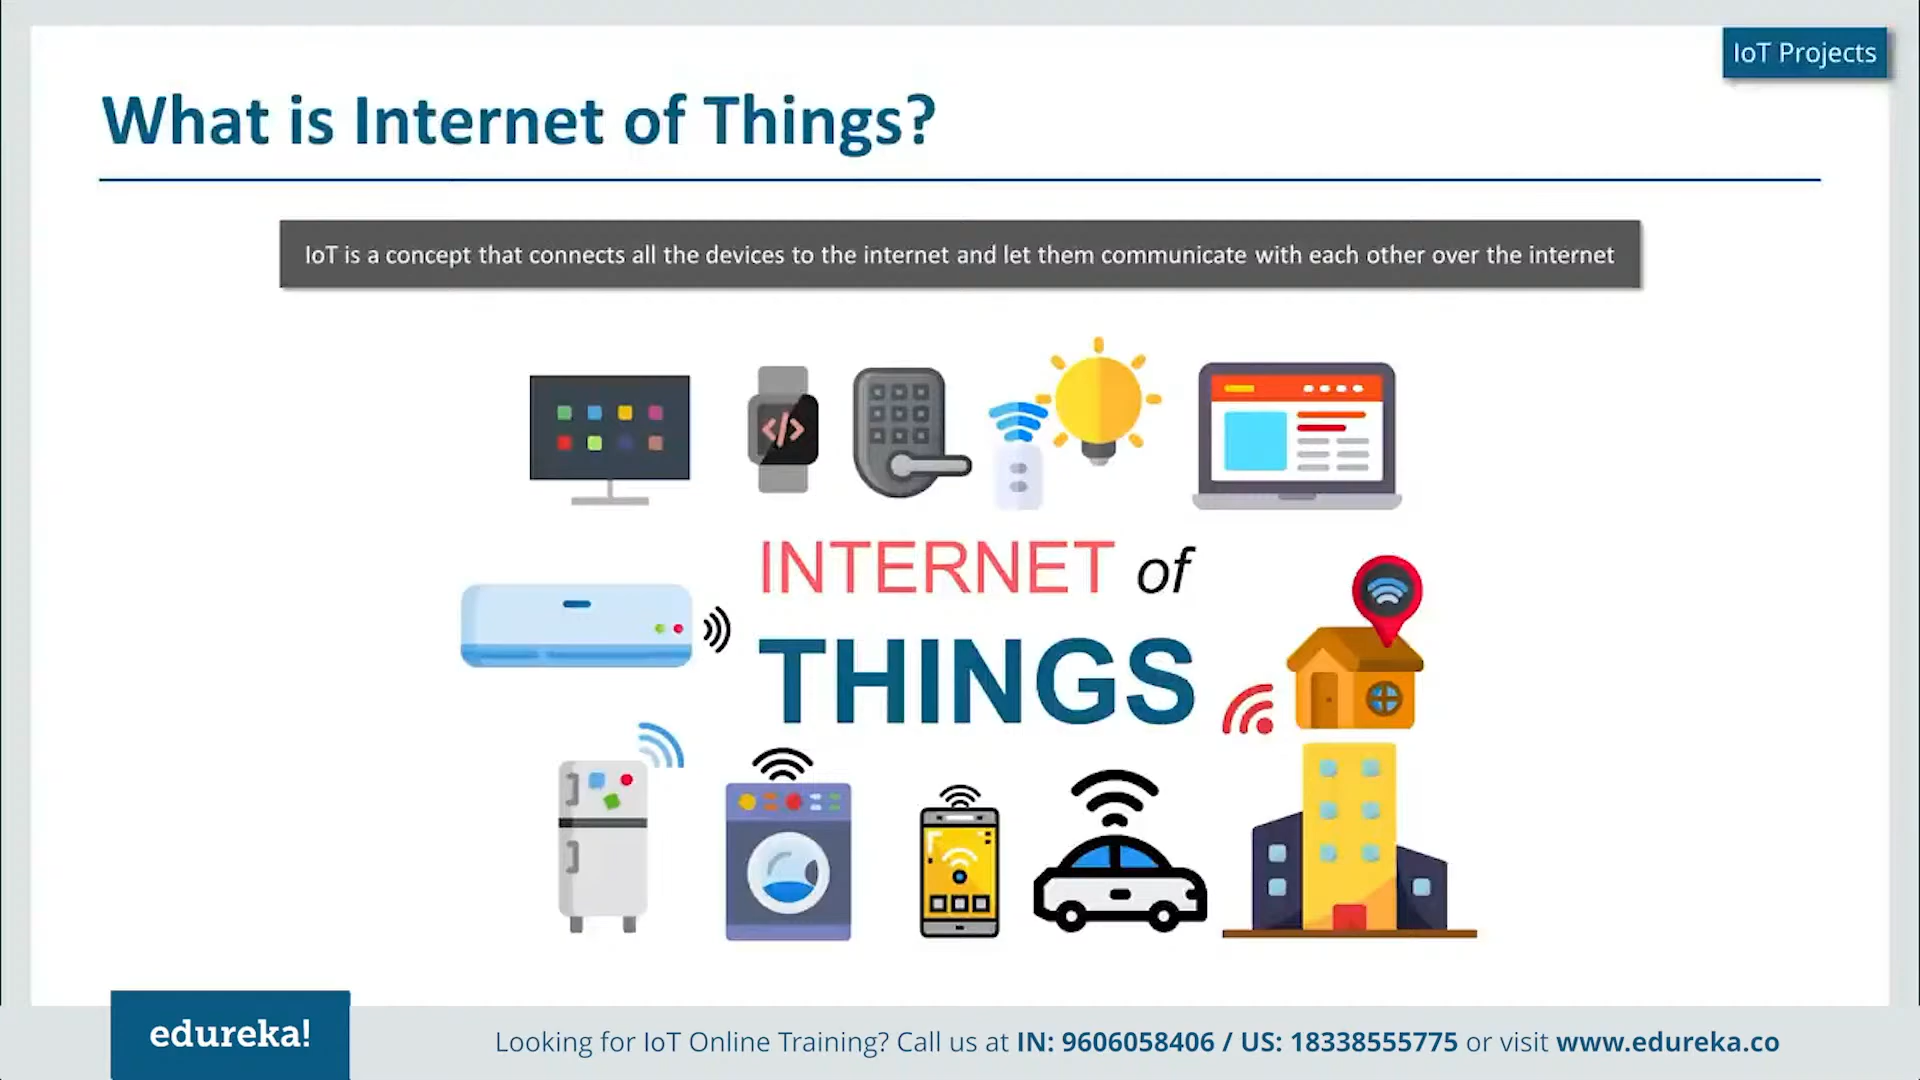 IoT Projects
What is Internet of Things?
IoT is a concept that connects all the devices to the internet and let them communicate with each other over the internet
</>
INTERNET of
THINGS
edureka!
Looking for IoT Online Training? Call us at IN: 9606058406 / US: 18338555775 or visit www.edureka.co